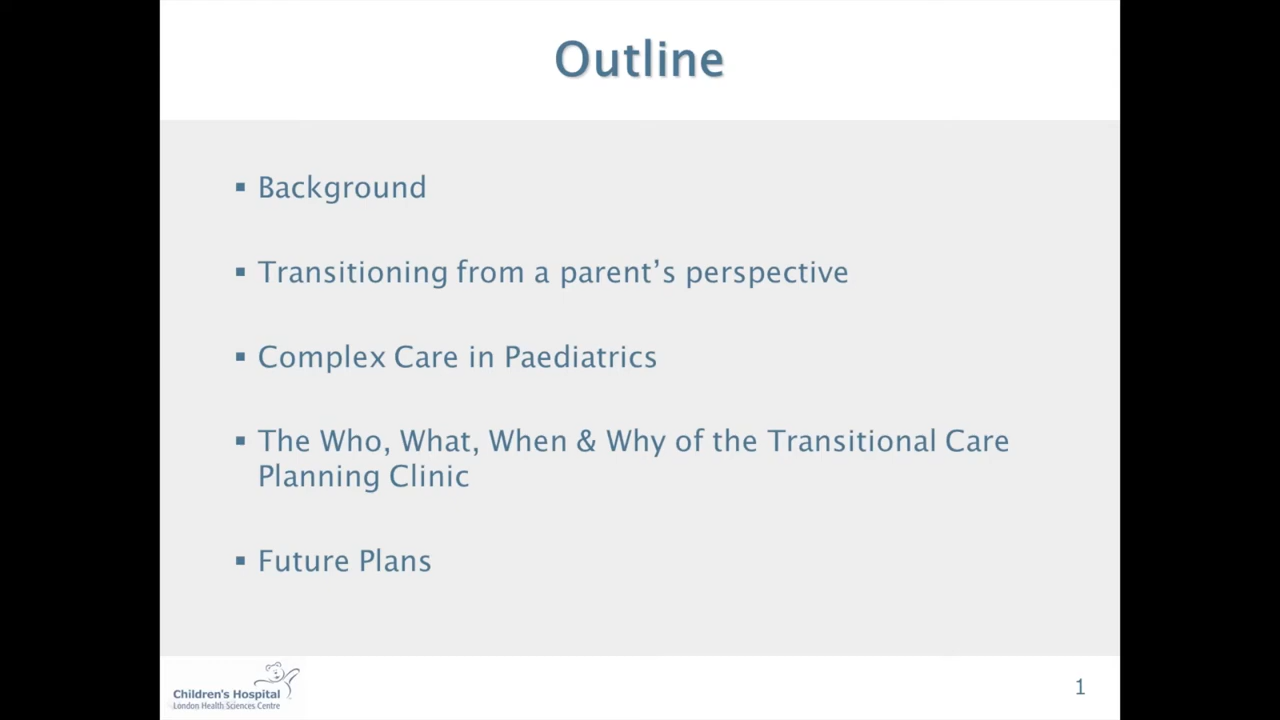 Outline
▪ Background
▪ Transitioning from a parent’s perspective
▪ Complex Care in Paediatrics
▪ The Who, What, When & Why of the Transitional Care
Planning Clinic
▪ Future Plans
Children's Hospital
London Health Sciences Centre
1